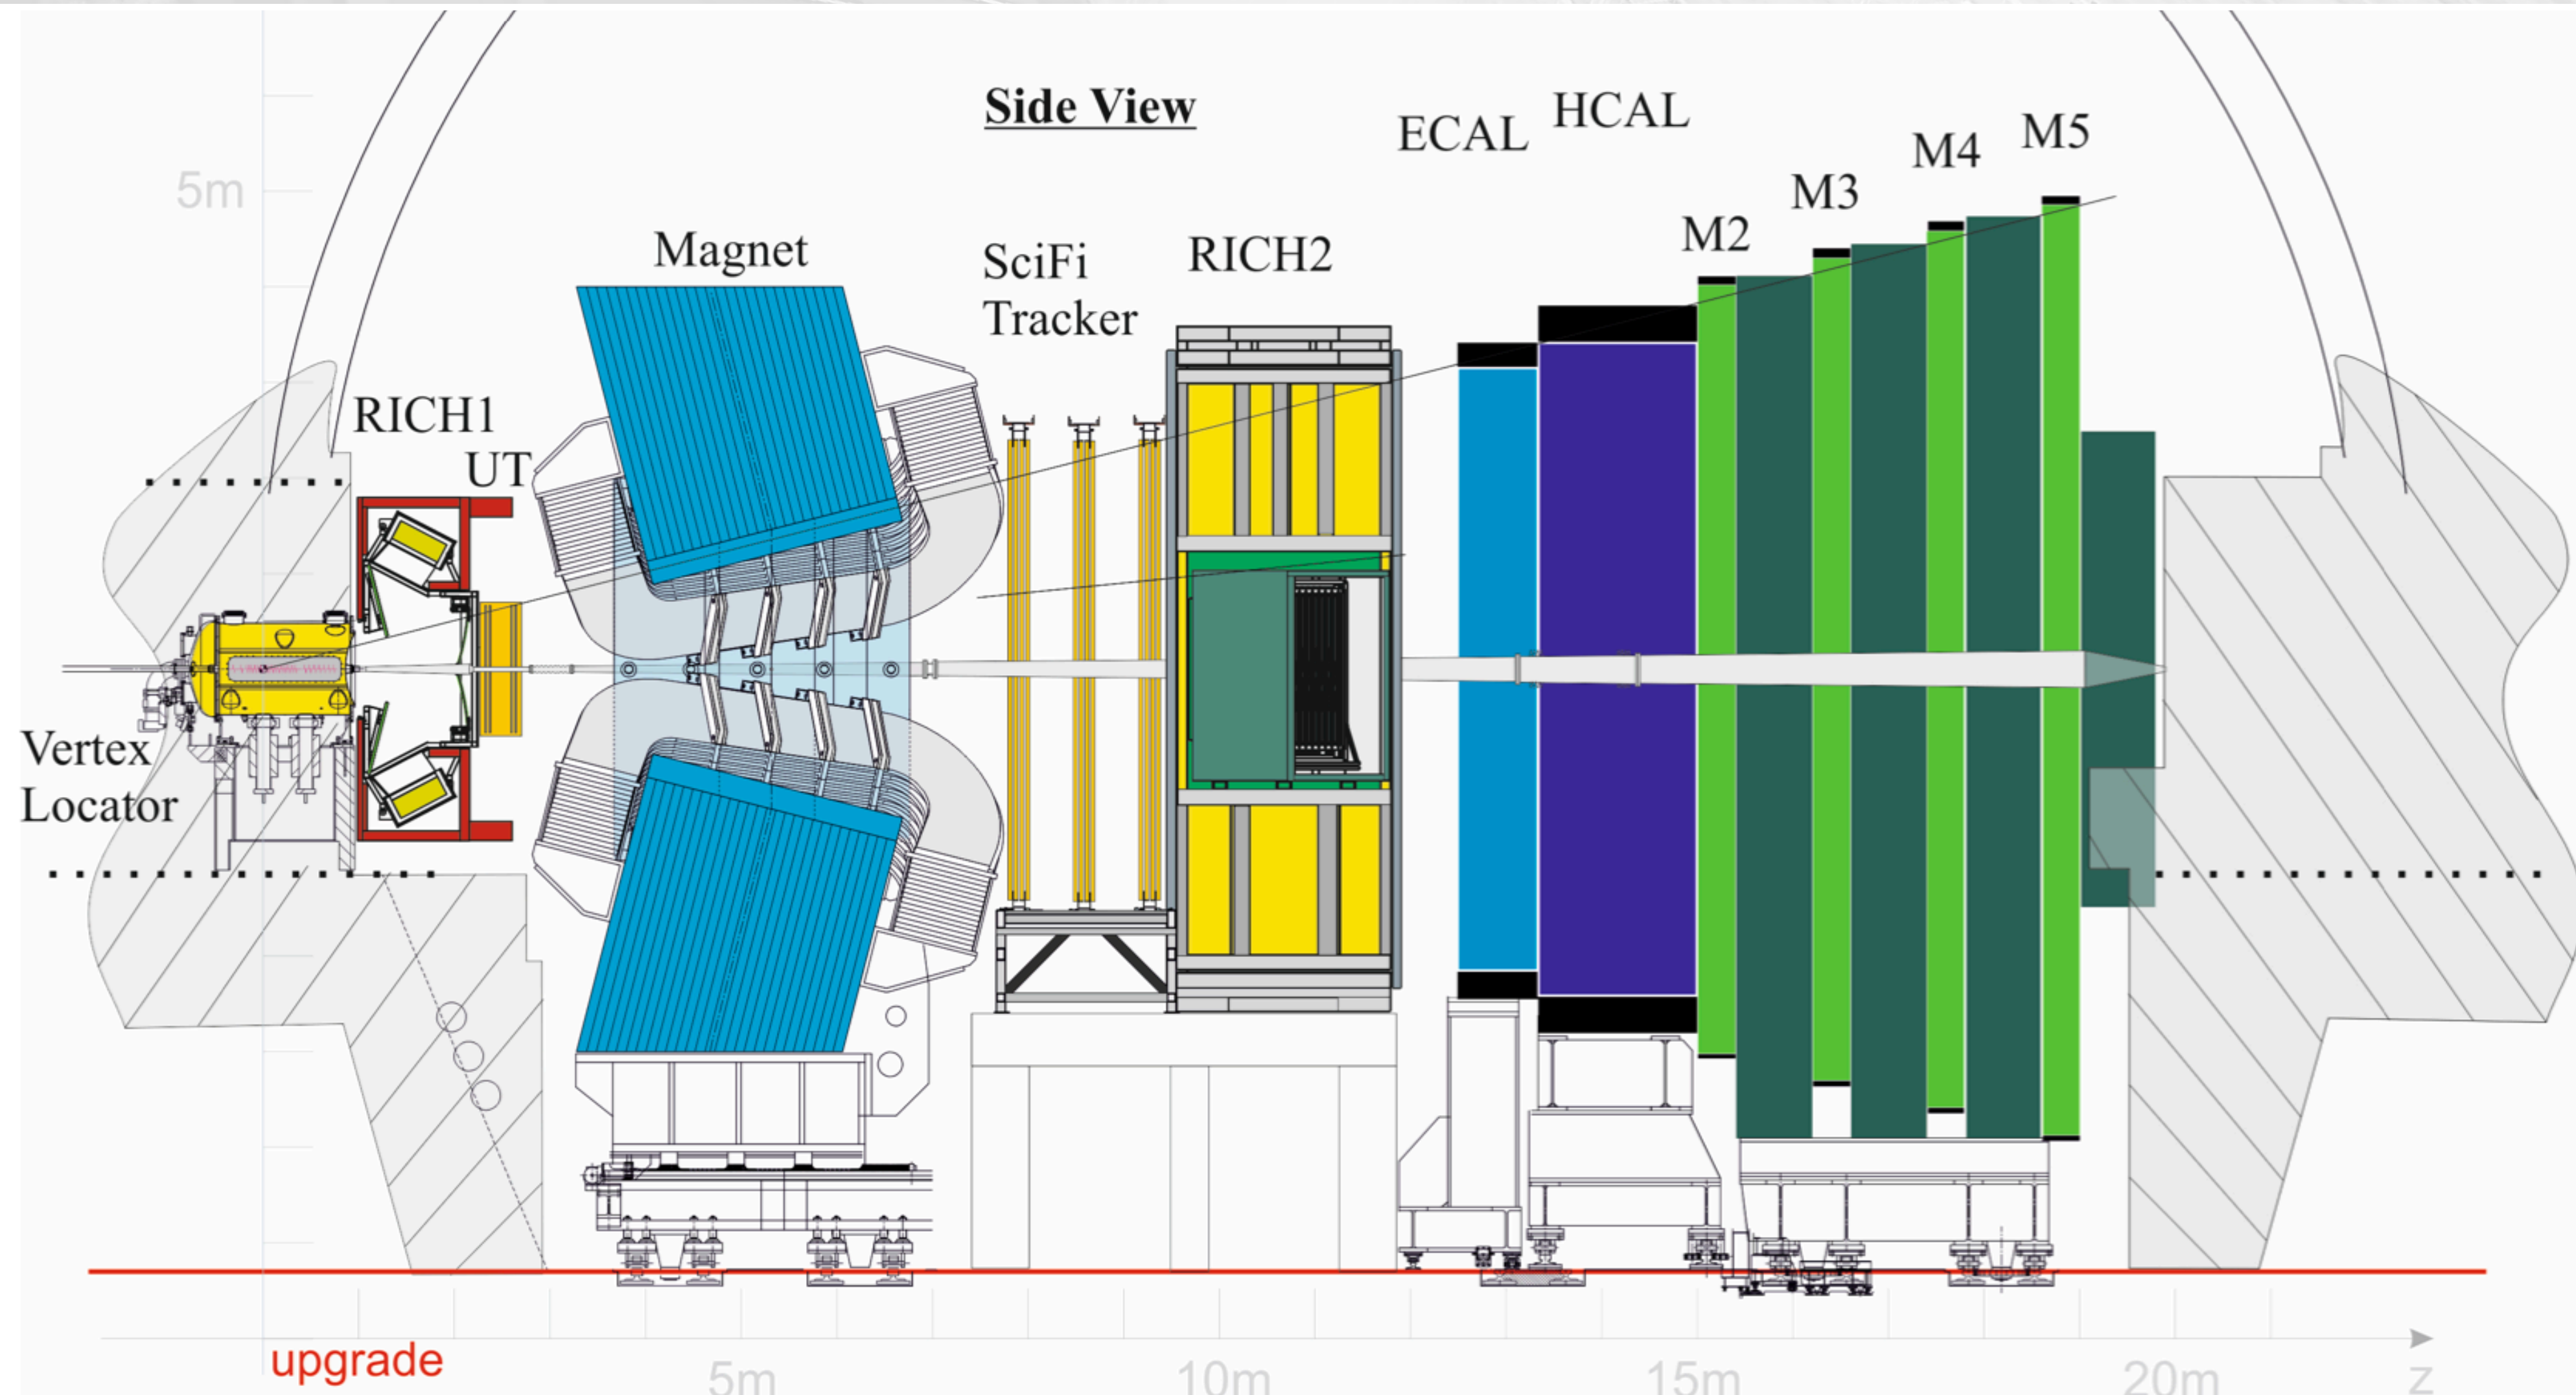 Side View
ECAL
HCAL
M5
M4
M3
5m
M2
Magnet
SciFi
Tracker
RICH2
RICH1
UT
Vertex
Locator
upgrade
5m
10m
15m
20m
z